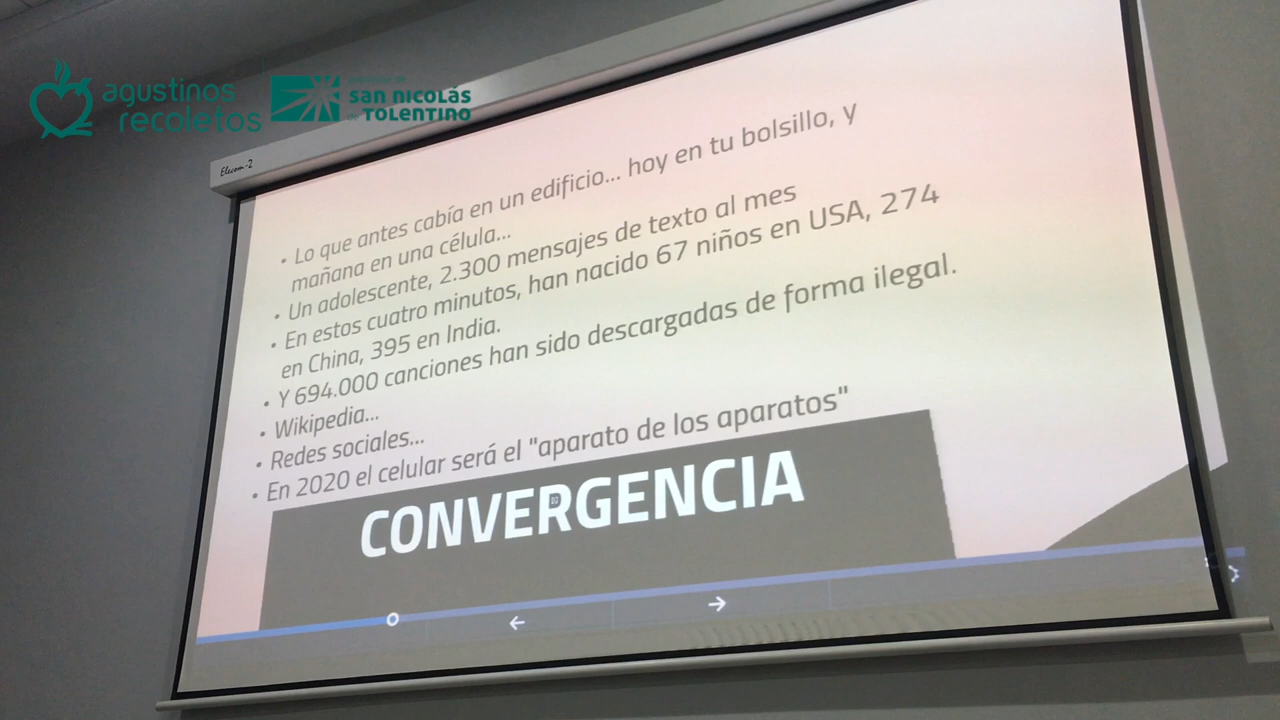 agustinos
recoletos
SAN NICOLÁS
de TOLENTINO
Elecom-2
• Lo que antes cabía en un edificio... hoy en tu bolsillo, y
mañana en una célula...
• Un adolescente, 2.300 mensajes de texto al mes
• En estos cuatro minutos, han nacido 67 niños en USA, 274
en China, 395 en India.
• Y 694.000 canciones han sido descargadas de forma ilegal.
• Wikipedia...
• Redes sociales...
• En 2020 el celular será el "aparato de los aparatos"
CONVERGENCIA